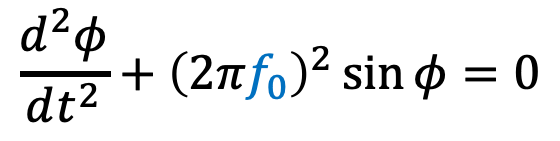 d²ϕ/dt² + (2πf₀)² sin ϕ = 0